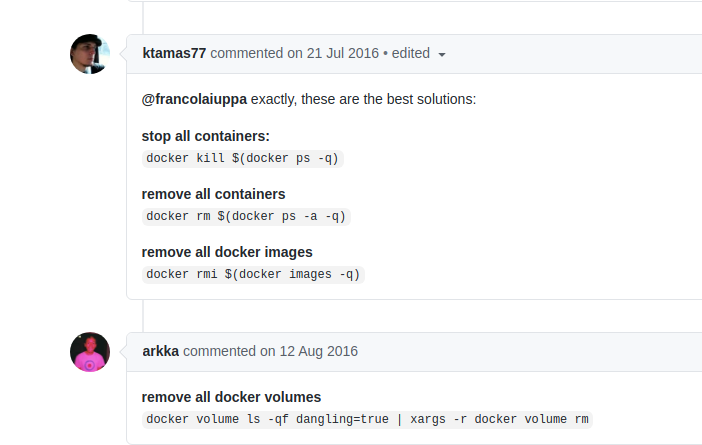 ktamas77 commented on 21 Jul 2016 • edited
@francolaiuppa exactly, these are the best solutions:
stop all containers:
docker kill $(docker ps -q)
remove all containers
docker rm $(docker ps -a -q)
remove all docker images
docker rmi $(docker images -q)
arkka commented on 12 Aug 2016
remove all docker volumes
docker volume ls -qf dangling=true | xargs -r docker volume rm